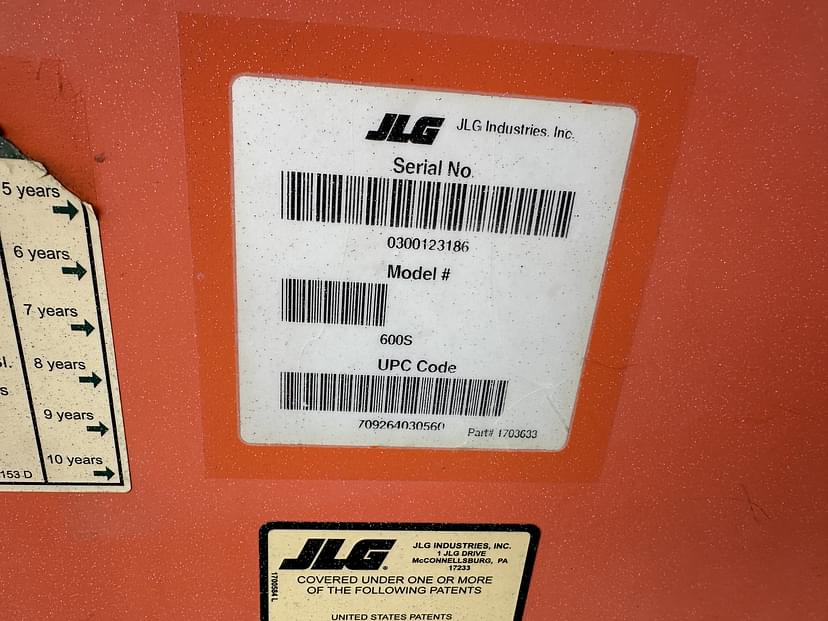 JLG JLG Industries, Inc.
Serial No.
0300123186
Model #
600S
UPC Code
709264030560
Part# 1703633
5 years
6 years
7 years
8 years
9 years
10 years
153 D
JLG
JLG INDUSTRIES, INC.
1 JLG DRIVE
McCONNELLSBURG, PA
17233
COVERED UNDER ONE OR MORE
OF THE FOLLOWING PATENTS
UNITED STATES PATENTS
1700584 L